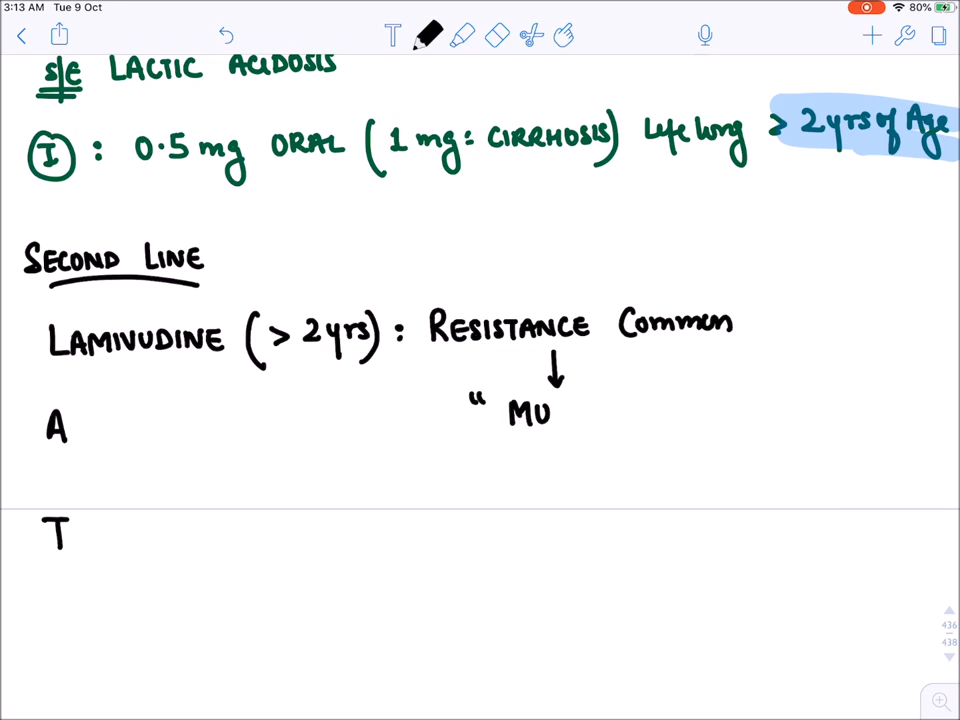 3:13 AM Tue 9 Oct 80%
T
S/E LACTIC ACIDOSIS
I : 0.5 mg ORAL (1 mg = CIRRHOSIS) Life long > 2 yrs of Age
SECOND LINE
LAMIVUDINE (> 2 yrs) : RESISTANCE Common
↓
A “ MU
T
436
438